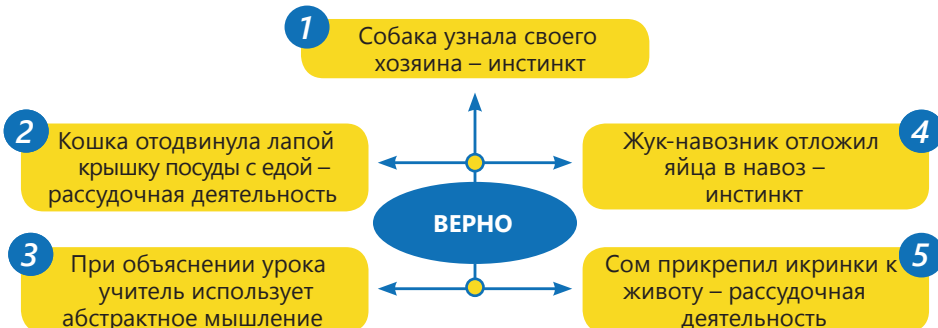 1
Собака узнала своего
хозяина – инстинкт
2
Кошка отодвинула лапой
крышку посуды с едой –
рассудочная деятельность
4
Жук-навозник отложил
яйца в навоз –
инстинкт
ВЕРНО
3
При объяснении урока
учитель использует
абстрактное мышление
5
Сом прикрепил икринки к
животу – рассудочная
деятельность